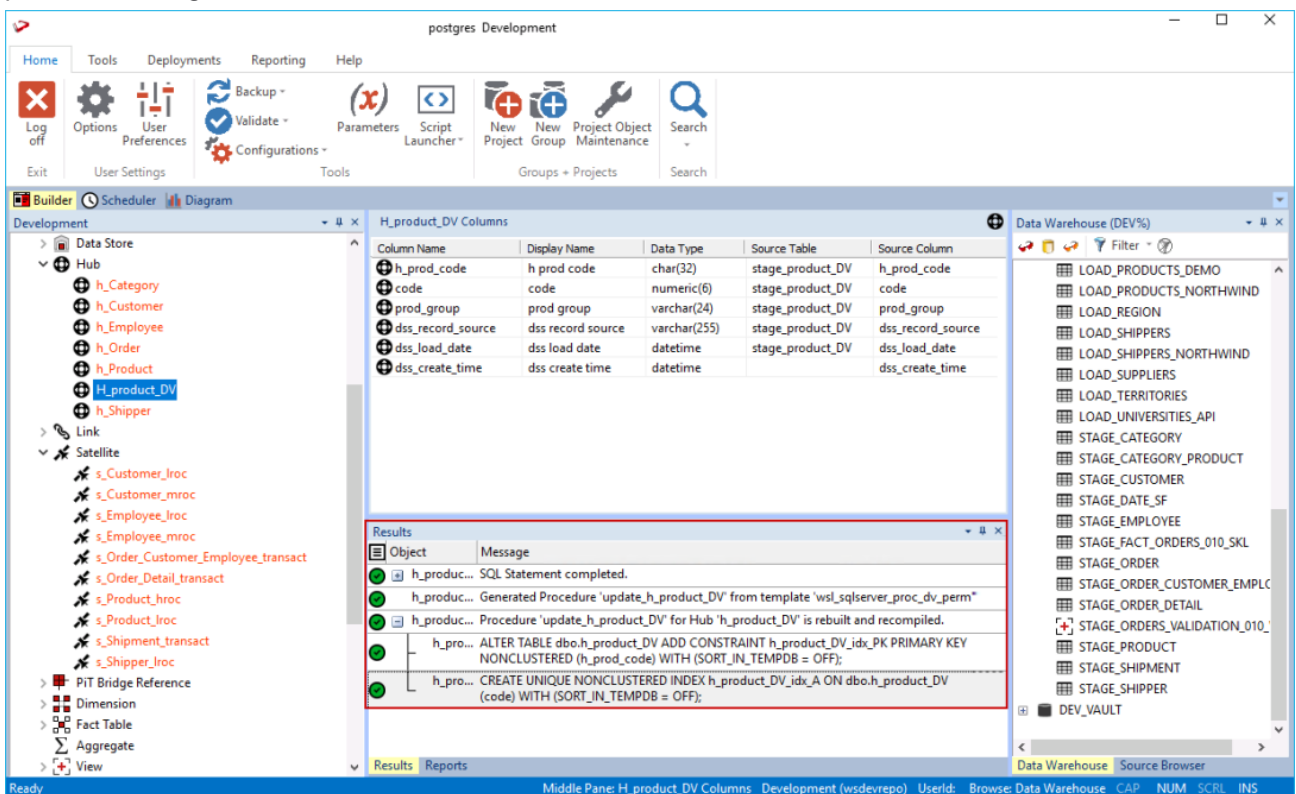 postgres Development
Home Tools Deployments Reporting Help
Log off
Options
User Preferences
Backup
Validate
Configurations
Parameters
Script Launcher
New Project
New Group
Project Object Maintenance
Search
Exit User Settings Tools Groups + Projects Search
Builder Scheduler Diagram
Development
Data Store
Hub
h_Category
h_Customer
h_Employee
h_Order
h_Product
H_product_DV
h_Shipper
Link
Satellite
s_Customer_lroc
s_Customer_mroc
s_Employee_lroc
s_Employee_mroc
s_Order_Customer_Employee_transact
s_Order_Detail_transact
s_Product_hroc
s_Product_lroc
s_Shipment_transact
s_Shipper_lroc
PiT Bridge Reference
Dimension
Fact Table
Aggregate
View
H_product_DV Columns
Column Name Display Name Data Type Source Table Source Column
h_prod_code h prod code char(32) stage_product_DV h_prod_code
code code numeric(6) stage_product_DV code
prod_group prod group varchar(24) stage_product_DV prod_group
dss_record_source dss record source varchar(255) stage_product_DV dss_record_source
dss_load_date dss load date datetime stage_product_DV dss_load_date
dss_create_time dss create time datetime dss_create_time
Results
Object Message
h_produc... SQL Statement completed.
h_produc... Generated Procedure 'update_h_product_DV' from template 'wsl_sqlserver_proc_dv_perm"
h_produc... Procedure 'update_h_product_DV' for Hub 'h_product_DV' is rebuilt and recompiled.
h_pro... ALTER TABLE dbo.h_product_DV ADD CONSTRAINT h_product_DV_idx_PK PRIMARY KEY
NONCLUSTERED (h_prod_code) WITH (SORT_IN_TEMPDB = OFF);
h_pro... CREATE UNIQUE NONCLUSTERED INDEX h_product_DV_idx_A ON dbo.h_product_DV
(code) WITH (SORT_IN_TEMPDB = OFF);
Results Reports
Data Warehouse (DEV%)
Filter
LOAD_PRODUCTS_DEMO
LOAD_PRODUCTS_NORTHWIND
LOAD_REGION
LOAD_SHIPPERS
LOAD_SHIPPERS_NORTHWIND
LOAD_SUPPLIERS
LOAD_TERRITORIES
LOAD_UNIVERSITIES_API
STAGE_CATEGORY
STAGE_CATEGORY_PRODUCT
STAGE_CUSTOMER
STAGE_DATE_SF
STAGE_EMPLOYEE
STAGE_FACT_ORDERS_010_SKL
STAGE_ORDER
STAGE_ORDER_CUSTOMER_EMPLC
STAGE_ORDER_DETAIL
STAGE_ORDERS_VALIDATION_010_
STAGE_PRODUCT
STAGE_SHIPMENT
STAGE_SHIPPER
DEV_VAULT
Data Warehouse Source Browser
Ready Middle Pane: H_product_DV Columns Development (wsdevrepo) UserId: Browse: Data Warehouse CAP NUM SCRL INS